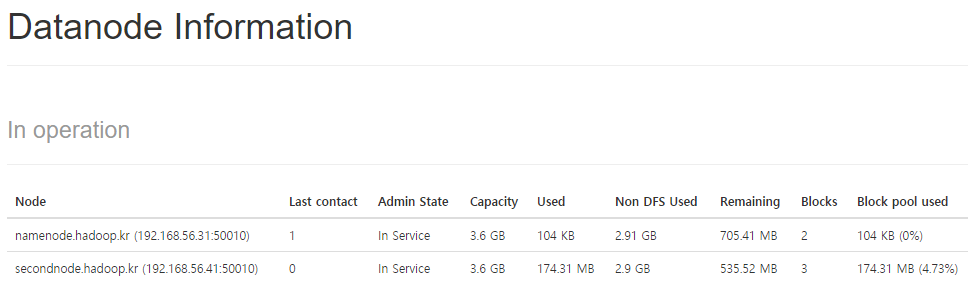 Datanode Information
In operation
Node Last contact Admin State Capacity Used Non DFS Used Remaining Blocks Block pool used
namenode.hadoop.kr (192.168.56.31:50010) 1 In Service 3.6 GB 104 KB 2.91 GB 705.41 MB 2 104 KB (0%)
secondnode.hadoop.kr (192.168.56.41:50010) 0 In Service 3.6 GB 174.31 MB 2.9 GB 535.52 MB 3 174.31 MB (4.73%)